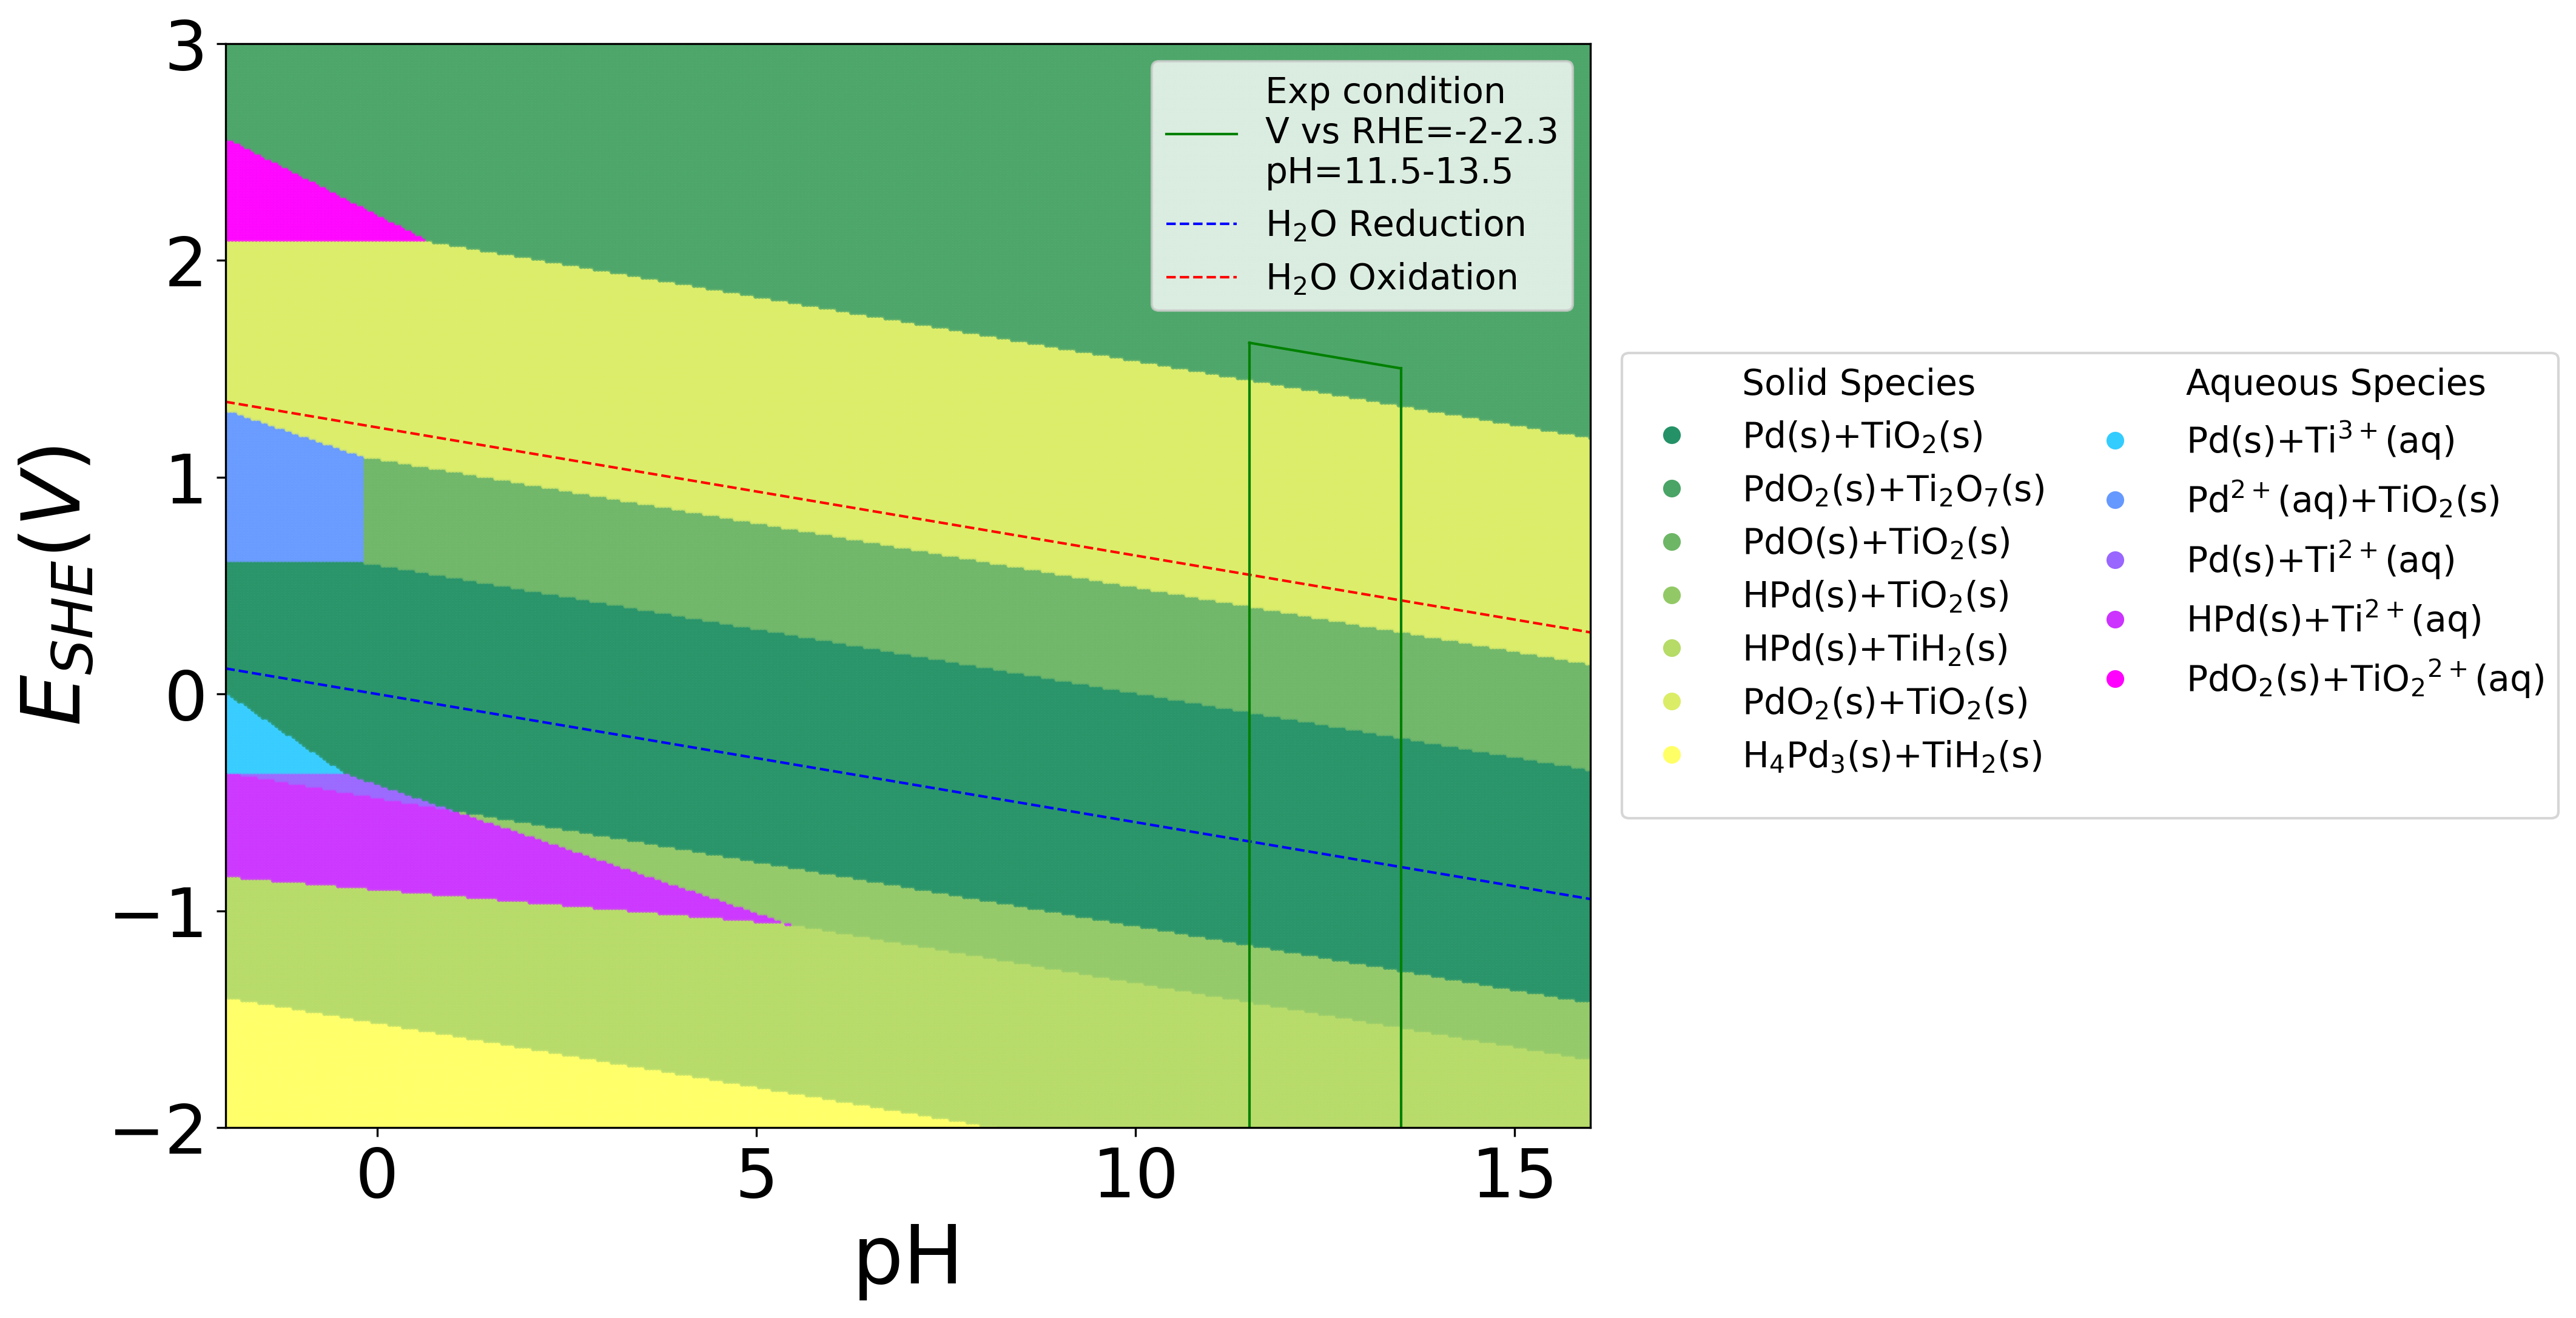 3
2
1
0
−1
−2
E_{SHE}(V)
0
5
10
15
pH
Exp condition
V vs RHE=-2-2.3
pH=11.5-13.5
H₂O Reduction
H₂O Oxidation
Solid Species
Pd(s)+TiO₂(s)
PdO₂(s)+Ti₂O₇(s)
PdO(s)+TiO₂(s)
HPd(s)+TiO₂(s)
HPd(s)+TiH₂(s)
PdO₂(s)+TiO₂(s)
H₄Pd₃(s)+TiH₂(s)
Aqueous Species
Pd(s)+Ti³⁺(aq)
Pd²⁺(aq)+TiO₂(s)
Pd(s)+Ti²⁺(aq)
HPd(s)+Ti²⁺(aq)
PdO₂(s)+TiO₂²⁺(aq)